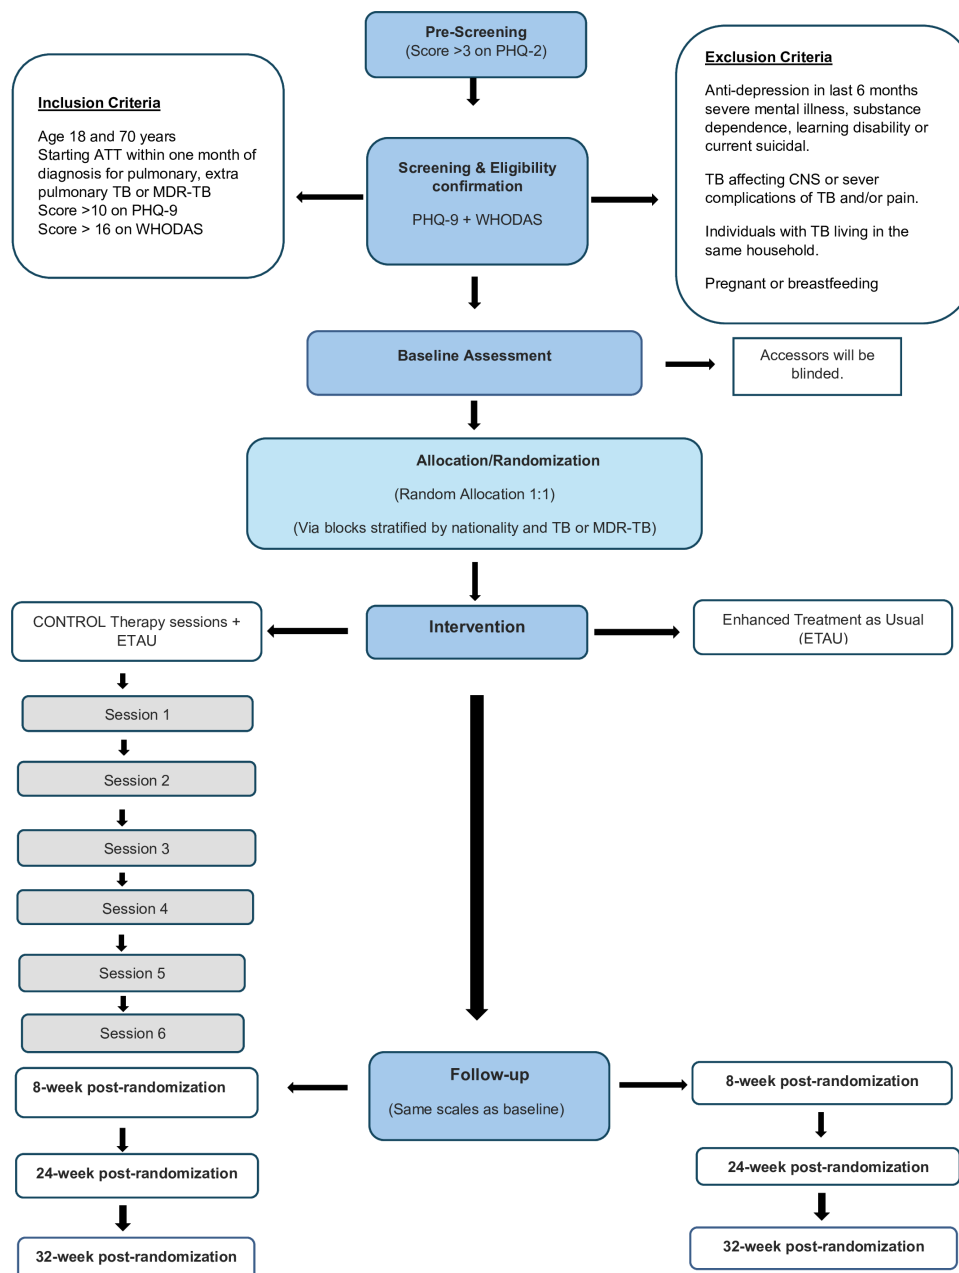 Pre-Screening
(Score >3 on PHQ-2)
Inclusion Criteria
Age 18 and 70 years
Starting ATT within one month of
diagnosis for pulmonary, extra
pulmonary TB or MDR-TB
Score >10 on PHQ-9
Score > 16 on WHODAS
Screening & Eligibility
confirmation
PHQ-9 + WHODAS
Exclusion Criteria
Anti-depression in last 6 months
severe mental illness, substance
dependence, learning disability or
current suicidal.
TB affecting CNS or sever
complications of TB and/or pain.
Individuals with TB living in the
same household.
Pregnant or breastfeeding
Baseline Assessment
Accessors will be
blinded.
Allocation/Randomization
(Random Allocation 1:1)
(Via blocks stratified by nationality and TB or MDR-TB)
CONTROL Therapy sessions +
ETAU
Intervention
Enhanced Treatment as Usual
(ETAU)
Session 1
Session 2
Session 3
Session 4
Session 5
Session 6
Follow-up
(Same scales as baseline)
8-week post-randomization
24-week post-randomization
32-week post-randomization
8-week post-randomization
24-week post-randomization
32-week post-randomization